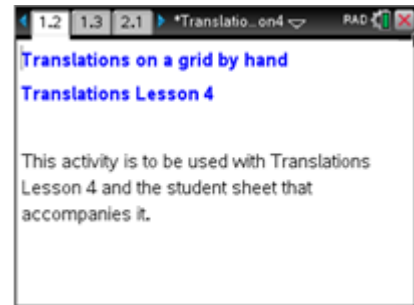 1.2 1.3 2.1 *Translatio...on4 RAD
Translations on a grid by hand
Translations Lesson 4
This activity is to be used with Translations
Lesson 4 and the student sheet that
accompanies it.